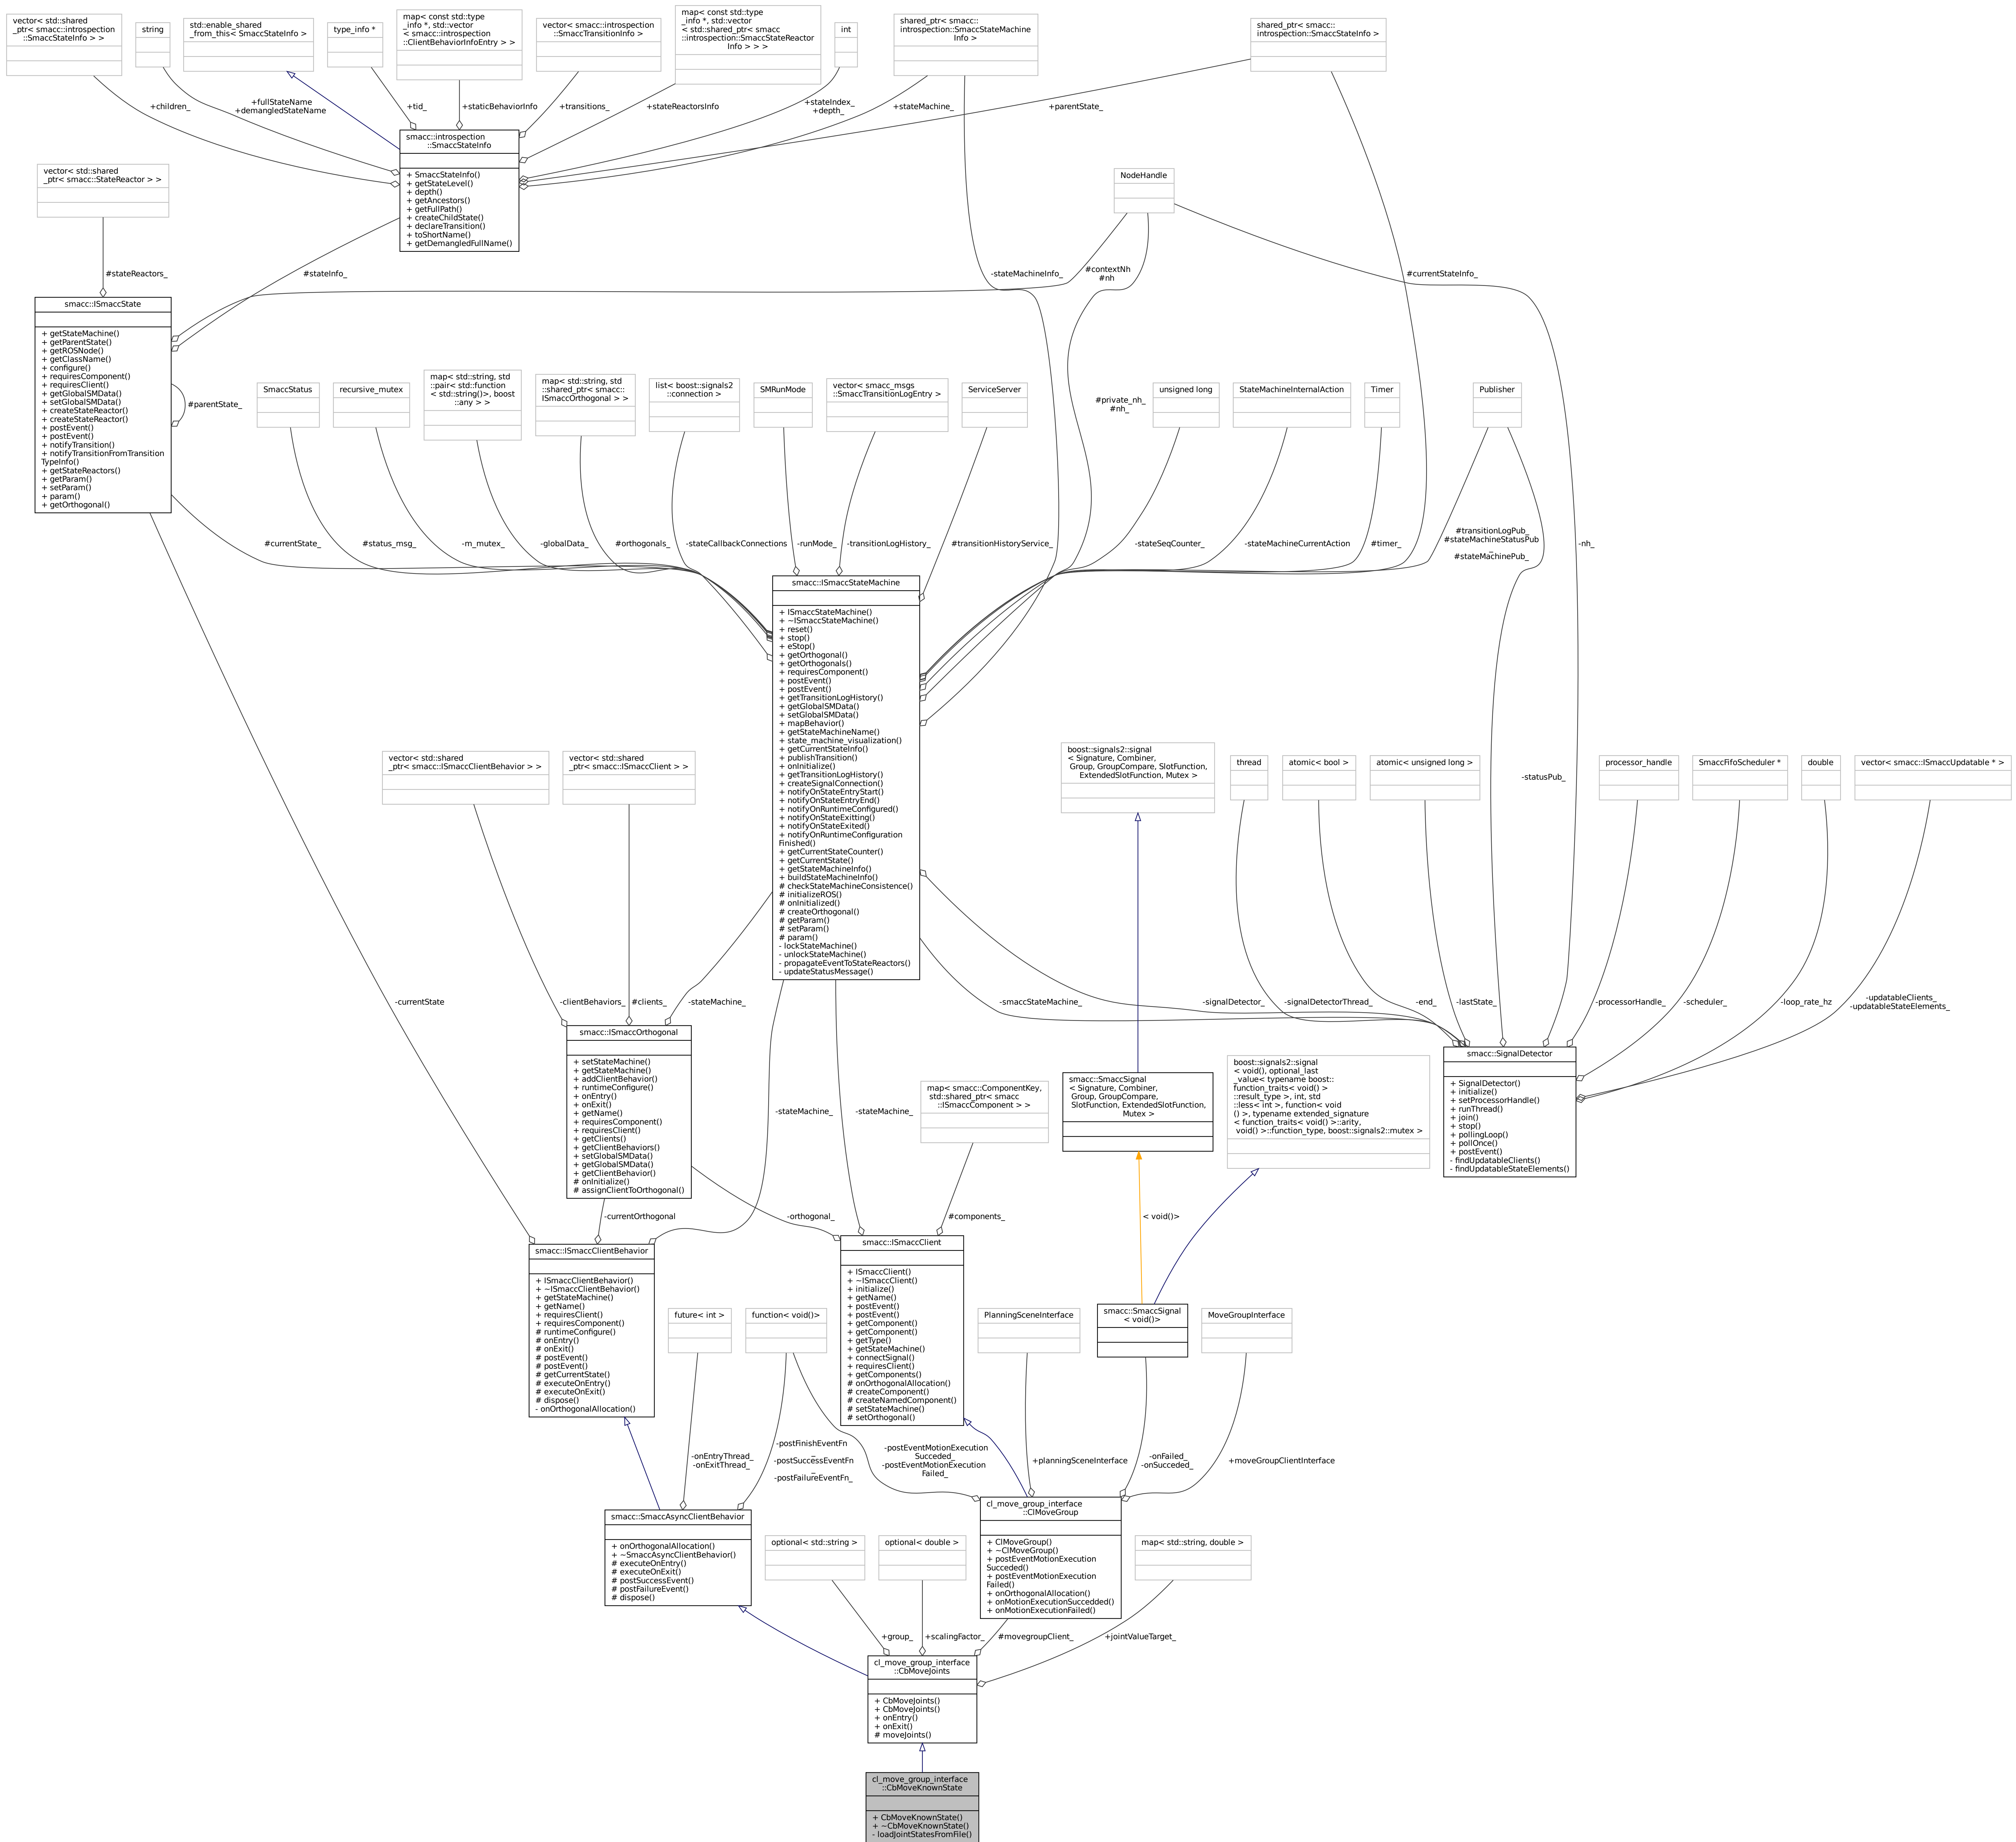 vector< std::shared
_ptr< smacc::introspection
::SmaccStateInfo > >
string
std::enable_shared
_from_this< SmaccStateInfo >
type_info *
map< const std::type
_info *, std::vector
< smacc::introspection
::ClientBehaviorInfoEntry > >
vector< smacc::introspection
::SmaccTransitionInfo >
map< const std::type
_info *, std::vector
< std::shared_ptr< smacc
::introspection::SmaccStateReactor
Info > > >
int
shared_ptr< smacc::
introspection::SmaccStateMachine
Info >
shared_ptr< smacc::
introspection::SmaccStateInfo >
+children_
+fullStateName
+demangledStateName
+tid_
+staticBehaviorInfo
+transitions_
+stateReactorsInfo
+stateIndex_
+depth_
+stateMachine_
+parentState_
smacc::introspection
::SmaccStateInfo
+ SmaccStateInfo()
+ getStateLevel()
+ depth()
+ getAncestors()
+ getFullPath()
+ createChildState()
+ declareTransition()
+ toShortName()
+ getDemangledFullName()
vector< std::shared
_ptr< smacc::StateReactor > >
NodeHandle
#stateReactors_
#stateInfo_
-stateMachineInfo_
#contextNh
#nh
#currentStateInfo_
smacc::ISmaccState
+ getStateMachine()
+ getParentState()
+ getROSNode()
+ getClassName()
+ configure()
+ requiresComponent()
+ requiresClient()
+ getGlobalSMData()
+ setGlobalSMData()
+ createStateReactor()
+ createStateReactor()
+ postEvent()
+ postEvent()
+ notifyTransition()
+ notifyTransitionFromTransition
TypeInfo()
+ getStateReactors()
+ getParam()
+ setParam()
+ param()
+ getOrthogonal()
#parentState_
SmaccStatus
recursive_mutex
map< std::string, std
::pair< std::function
< std::string()>, boost
::any > >
map< std::string, std
::shared_ptr< smacc::
ISmaccOrthogonal > >
list< boost::signals2
::connection >
SMRunMode
vector< smacc_msgs
::SmaccTransitionLogEntry >
ServiceServer
#private_nh_
#nh_
unsigned long
StateMachineInternalAction
Timer
Publisher
#currentState_
#status_msg_
-m_mutex_
-globalData_
#orthogonals_
-stateCallbackConnections
-runMode_
-transitionLogHistory_
#transitionHistoryService_
-stateSeqCounter_
-stateMachineCurrentAction
#timer_
#transitionLogPub_
#stateMachineStatusPub
_
#stateMachinePub_
-nh_
smacc::ISmaccStateMachine
+ ISmaccStateMachine()
+ ~ISmaccStateMachine()
+ reset()
+ stop()
+ eStop()
+ getOrthogonal()
+ getOrthogonals()
+ requiresComponent()
+ postEvent()
+ postEvent()
+ getTransitionLogHistory()
+ getGlobalSMData()
+ setGlobalSMData()
+ mapBehavior()
+ getStateMachineName()
+ state_machine_visualization()
+ getCurrentStateInfo()
+ publishTransition()
+ onInitialize()
+ getTransitionLogHistory()
+ createSignalConnection()
+ notifyOnStateEntryStart()
+ notifyOnStateEntryEnd()
+ notifyOnRuntimeConfigured()
+ notifyOnStateExitting()
+ notifyOnStateExited()
+ notifyOnRuntimeConfiguration
Finished()
+ getCurrentStateCounter()
+ getCurrentState()
+ getStateMachineInfo()
+ buildStateMachineInfo()
# checkStateMachineConsistence()
# initializeROS()
# onInitialized()
# createOrthogonal()
# getParam()
# setParam()
# param()
- lockStateMachine()
- unlockStateMachine()
- propagateEventToStateReactors()
- updateStatusMessage()
vector< std::shared
_ptr< smacc::ISmaccClientBehavior > >
vector< std::shared
_ptr< smacc::ISmaccClient > >
boost::signals2::signal
< Signature, Combiner,
Group, GroupCompare, SlotFunction,
ExtendedSlotFunction, Mutex >
thread
atomic< bool >
atomic< unsigned long >
-statusPub_
processor_handle
SmaccFifoScheduler *
double
vector< smacc::ISmaccUpdatable * >
-currentState
-clientBehaviors_
#clients_
-stateMachine_
-smaccStateMachine_
-signalDetector_
-signalDetectorThread_
-end_
-lastState_
-processorHandle_
-scheduler_
-loop_rate_hz
-updatableClients_
-updatableStateElements_
smacc::ISmaccOrthogonal
+ setStateMachine()
+ getStateMachine()
+ addClientBehavior()
+ runtimeConfigure()
+ onEntry()
+ onExit()
+ getName()
+ requiresComponent()
+ requiresClient()
+ getClients()
+ getClientBehaviors()
+ setGlobalSMData()
+ getGlobalSMData()
+ getClientBehavior()
# onInitialize()
# assignClientToOrthogonal()
-stateMachine_
-stateMachine_
map< smacc::ComponentKey,
std::shared_ptr< smacc
::ISmaccComponent > >
smacc::SmaccSignal
< Signature, Combiner,
Group, GroupCompare,
SlotFunction, ExtendedSlotFunction,
Mutex >
boost::signals2::signal
< void(), optional_last
_value< typename boost::
function_traits< void() >
::result_type >, int, std
::less< int >, function< void
() >, typename extended_signature
< function_traits< void() >::arity,
void() >::function_type, boost::signals2::mutex >
smacc::SignalDetector
+ SignalDetector()
+ initialize()
+ setProcessorHandle()
+ runThread()
+ join()
+ stop()
+ pollingLoop()
+ pollOnce()
+ postEvent()
- findUpdatableClients()
- findUpdatableStateElements()
-currentOrthogonal
-orthogonal_
#components_
< void()>
smacc::ISmaccClientBehavior
+ ISmaccClientBehavior()
+ ~ISmaccClientBehavior()
+ getStateMachine()
+ getName()
+ requiresClient()
+ requiresComponent()
# runtimeConfigure()
# onEntry()
# onExit()
# postEvent()
# postEvent()
# getCurrentState()
# executeOnEntry()
# executeOnExit()
# dispose()
- onOrthogonalAllocation()
future< int >
function< void()>
smacc::ISmaccClient
+ ISmaccClient()
+ ~ISmaccClient()
+ initialize()
+ getName()
+ postEvent()
+ postEvent()
+ getComponent()
+ getComponent()
+ getType()
+ getStateMachine()
+ connectSignal()
+ requiresClient()
+ getComponents()
# onOrthogonalAllocation()
# createComponent()
# createNamedComponent()
# setStateMachine()
# setOrthogonal()
PlanningSceneInterface
smacc::SmaccSignal
< void()>
MoveGroupInterface
-onEntryThread_
-onExitThread_
-postFinishEventFn
_
-postSuccessEventFn
_
-postFailureEventFn_
-postEventMotionExecution
Succeded_
-postEventMotionExecution
Failed_
+planningSceneInterface
-onFailed_
-onSucceded_
+moveGroupClientInterface
smacc::SmaccAsyncClientBehavior
+ onOrthogonalAllocation()
+ ~SmaccAsyncClientBehavior()
# executeOnEntry()
# executeOnExit()
# postSuccessEvent()
# postFailureEvent()
# dispose()
optional< std::string >
optional< double >
cl_move_group_interface
::ClMoveGroup
+ ClMoveGroup()
+ ~ClMoveGroup()
+ postEventMotionExecution
Succeded()
+ postEventMotionExecution
Failed()
+ onOrthogonalAllocation()
+ onMotionExecutionSuccedded()
+ onMotionExecutionFailed()
map< std::string, double >
+group_
+scalingFactor_
#movegroupClient_
+jointValueTarget_
cl_move_group_interface
::CbMoveJoints
+ CbMoveJoints()
+ CbMoveJoints()
+ onEntry()
+ onExit()
# moveJoints()
cl_move_group_interface
::CbMoveKnownState
+ CbMoveKnownState()
+ ~CbMoveKnownState()
- loadJointStatesFromFile()